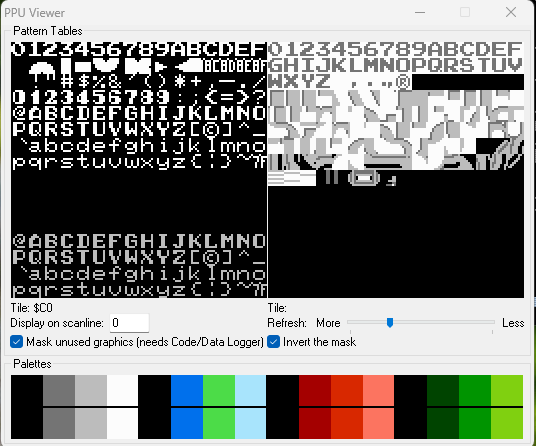 PPU Viewer
Pattern Tables
0123456789ABCDEF
0123456789ABCDEF
GHIJKLMNOPQRSTUV
WXYZ , . . , ®
! " # $ % & ' ( ) * + , - . /
0123456789:;<=>?
@ABCDEFGHIJKLMNO
PQRSTUVWXYZ[©]^_
`abcdefghijklmno
pqrstuvwxyz{¦}~
@ABCDEFGHIJKLMNO
PQRSTUVWXYZ[©]^_
`abcdefghijklmno
pqrstuvwxyz{¦}~
Tile: $C0
Tile:
Display on scanline: 0
Refresh: More Less
Mask unused graphics (needs Code/Data Logger)
Invert the mask
Palettes